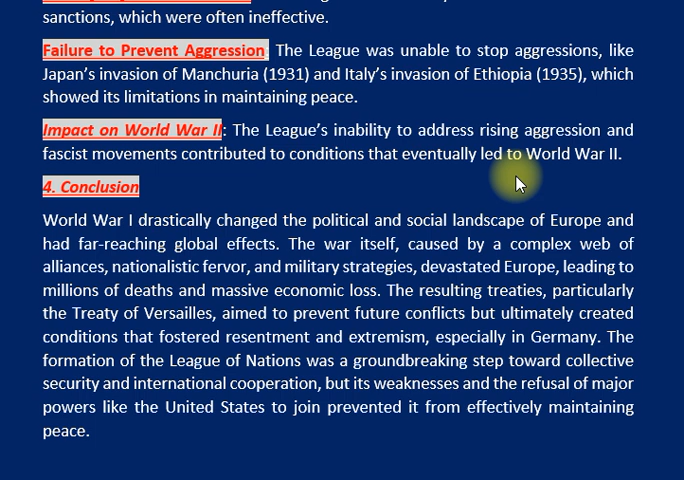 sanctions, which were often ineffective.
Failure to Prevent Aggression: The League was unable to stop aggressions, like
Japan's invasion of Manchuria (1931) and Italy's invasion of Ethiopia (1935), which
showed its limitations in maintaining peace.
Impact on World War II: The League's inability to address rising aggression and
fascist movements contributed to conditions that eventually led to World War II.
4. Conclusion
World War I drastically changed the political and social landscape of Europe and
had far-reaching global effects. The war itself, caused by a complex web of
alliances, nationalistic fervor, and military strategies, devastated Europe, leading to
millions of deaths and massive economic loss. The resulting treaties, particularly
the Treaty of Versailles, aimed to prevent future conflicts but ultimately created
conditions that fostered resentment and extremism, especially in Germany. The
formation of the League of Nations was a groundbreaking step toward collective
security and international cooperation, but its weaknesses and the refusal of major
powers like the United States to join prevented it from effectively maintaining
peace.